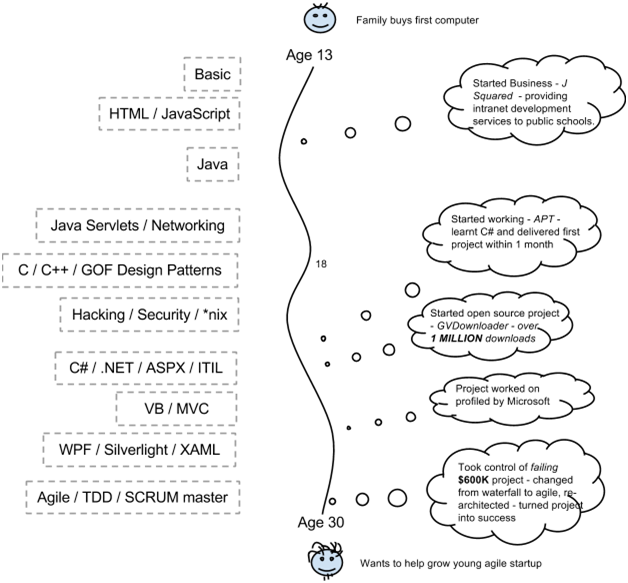 Family buys first computer
Age 13
Basic
HTML / JavaScript
Started Business - J
Squared - providing
intranet development
services to public schools.
Java
Java Servlets / Networking
Started working - APT -
learnt C# and delivered first
project within 1 month
18
C / C++ / GOF Design Patterns
Hacking / Security / *nix
Started open source project
- GVDownloader - over
1 MILLION downloads
C# / .NET / ASPX / ITIL
VB / MVC
Project worked on
profiled by Microsoft
WPF / Silverlight / XAML
Agile / TDD / SCRUM master
Took control of failing
$600K project - changed
from waterfall to agile, re-
architected - turned project
into success
Age 30
Wants to help grow young agile startup